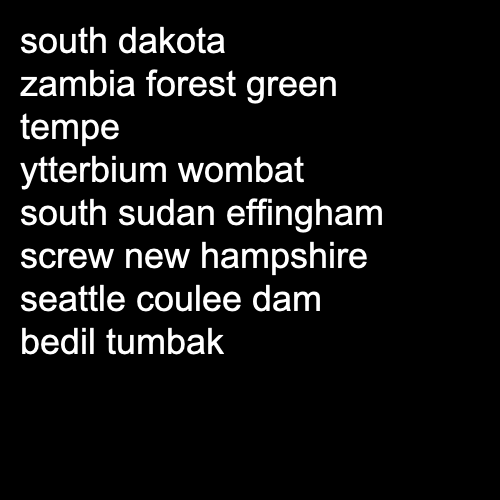 south dakota
zambia forest green
tempe
ytterbium wombat
south sudan effingham
screw new hampshire
seattle coulee dam
bedil tumbak